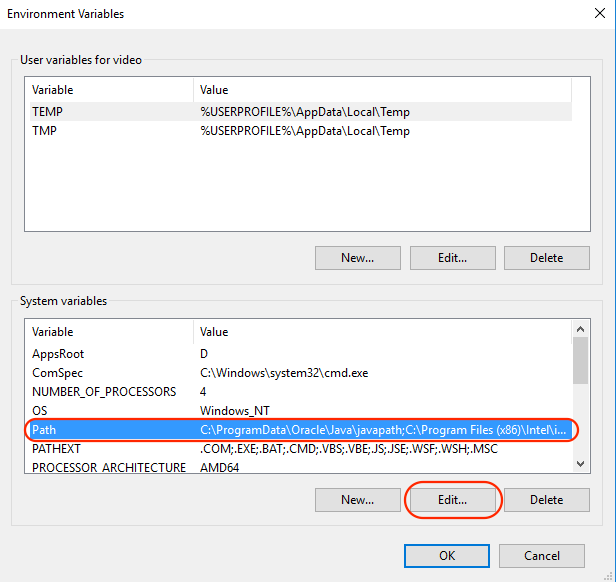 Environment Variables
User variables for video
Variable Value
TEMP %USERPROFILE%\AppData\Local\Temp
TMP %USERPROFILE%\AppData\Local\Temp
New... Edit... Delete
System variables
Variable Value
AppsRoot D
ComSpec C:\Windows\system32\cmd.exe
NUMBER_OF_PROCESSORS 4
OS Windows_NT
Path C:\ProgramData\Oracle\Java\javapath;C:\Program Files (x86)\Intel\i...
PATHEXT .COM;.EXE;.BAT;.CMD;.VBS;.VBE;.JS;.JSE;.WSF;.WSH;.MSC
PROCESSOR_ARCHITECTURE AMD64
New... Edit... Delete
OK Cancel